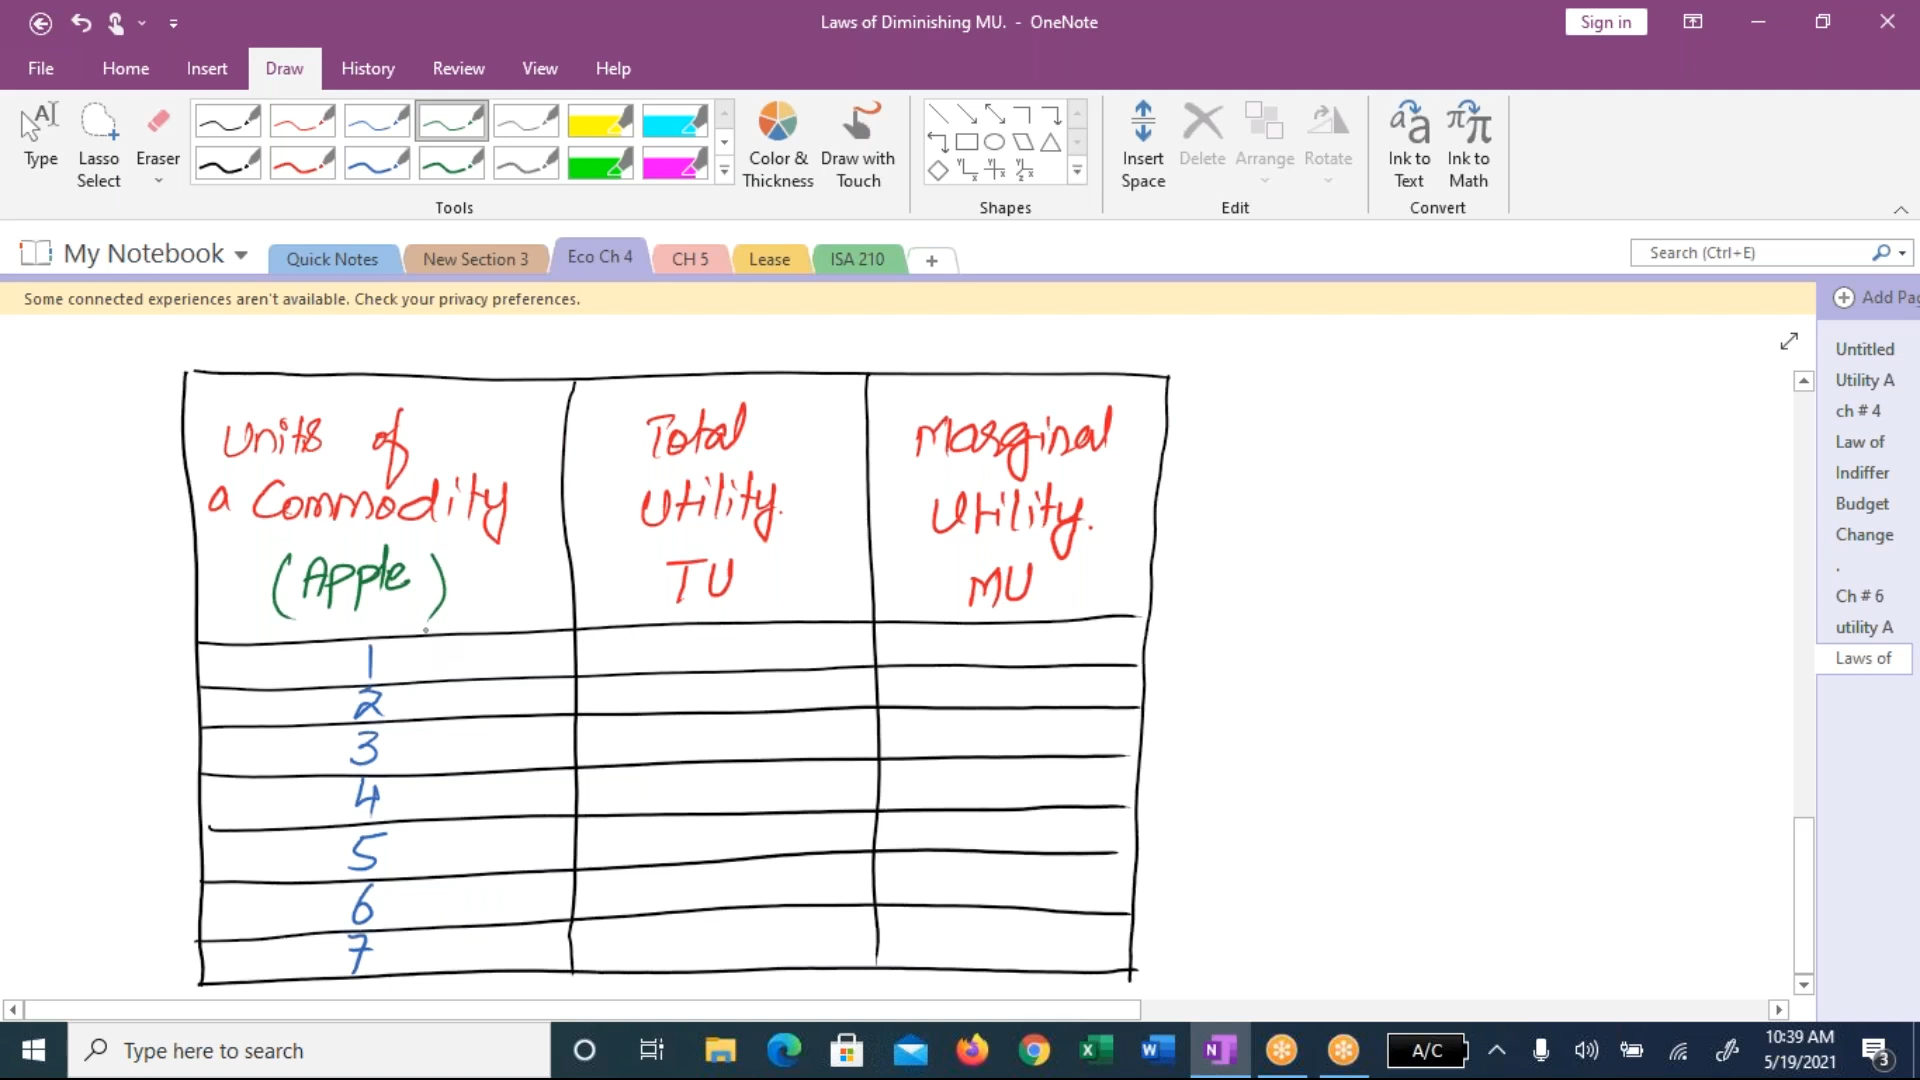 Laws of Diminishing MU. - OneNote
Sign in
File Home Insert Draw History Review View Help
Type
Lasso Select
Eraser
Color & Thickness
Draw with Touch
Insert Space
Delete
Arrange
Rotate
Ink to Text
Ink to Math
Tools
Shapes
Edit
Convert
My Notebook
Quick Notes
New Section 3
Eco Ch 4
CH 5
Lease
ISA 210
Search (Ctrl+E)
Some connected experiences aren't available. Check your privacy preferences.
Add Pag
Untitled
Utility A
ch # 4
Law of
Indiffer
Budget
Change
.
Ch # 6
utility A
Laws of
Units of
a Commodity
(Apple)
Total
Utility.
TU
Marginal
Utility.
MU
1
2
3
4
5
6
7
Type here to search
A/C
10:39 AM
5/19/2021
3